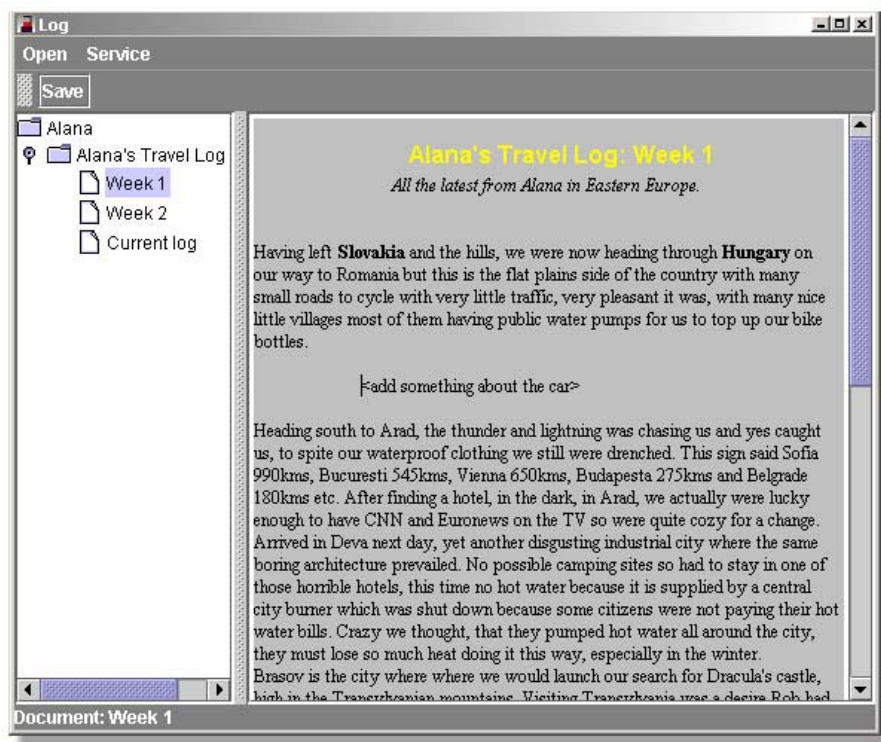 Log
Open Service
Save
Alana
Alana's Travel Log
Week 1
Week 2
Current log
Alana's Travel Log: Week 1
All the latest from Alana in Eastern Europe.
Having left Slovakia and the hills, we were now heading through Hungary on
our way to Romania but this is the flat plains side of the country with many
small roads to cycle with very little traffic, very pleasant it was, with many nice
little villages most of them having public water pumps for us to top up our bike
bottles.
<add something about the car>
Heading south to Arad, the thunder and lightning was chasing us and yes caught
us, to spite our waterproof clothing we still were drenched. This sign said Sofia
990kms, Bucuresti 545kms, Vienna 650kms, Budapesta 275kms and Belgrade
180kms etc. After finding a hotel, in the dark, in Arad, we actually were lucky
enough to have CNN and Euronews on the TV so were quite cozy for a change.
Arrived in Deva next day, yet another disgusting industrial city where the same
boring architecture prevailed. No possible camping sites so had to stay in one of
those horrible hotels, this time no hot water because it is supplied by a central
city burner which was shut down because some citizens were not paying their hot
water bills. Crazy we thought, that they pumped hot water all around the city,
they must lose so much heat doing it this way, especially in the winter.
Brasov is the city where where we would launch our search for Dracula's castle,
high in the Transylvanian mountains. Visiting Transylvania was a desire Rob had
Document: Week 1